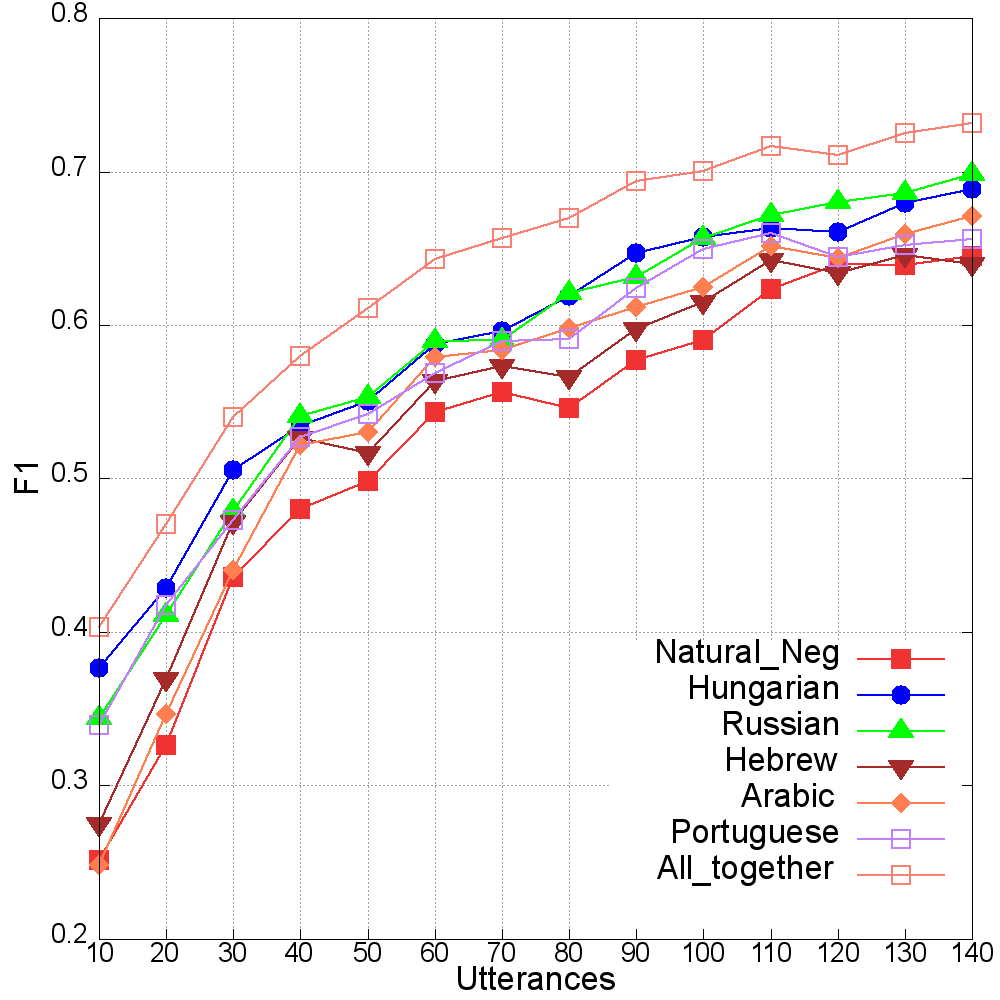 0.8
0.7
0.6
0.5
0.4
0.3
0.2
F1
Natural_Neg
Hungarian
Russian
Hebrew
Arabic
Portuguese
All_together
10 20 30 40 50 60 70 80 90 100 110 120 130 140
Utterances